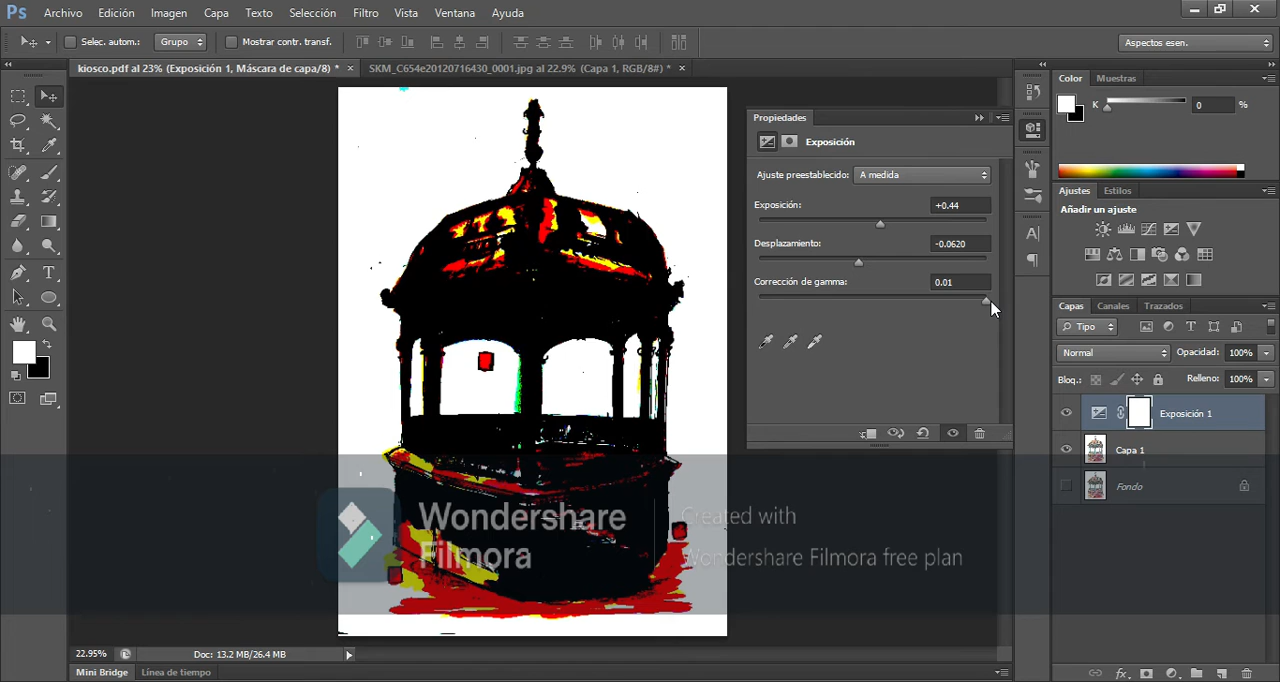 Ps Archivo Edición Imagen Capa Texto Selección Filtro Vista Ventana Ayuda
Selec. autom.: Grupo Mostrar contr. transf. Aspectos esen.
kiosco.pdf al 23% (Exposición 1, Máscara de capa/8) * × SKM_C654e20120716430_0001.jpg al 22.9% (Capa 1, RGB/8#) * ×
Color Muestras
K 0 %
Propiedades
Exposición
Ajuste preestablecido: A medida
Exposición: +0.44
Desplazamiento: -0.0620
Corrección de gamma: 0.01
Ajustes Estilos
Añadir un ajuste
Capas Canales Trazados
Tipo
Normal Opacidad: 100%
Bloq.: Relleno: 100%
Exposición 1
Capa 1
Fondo
Wondershare
Filmora
Created with
Wondershare Filmora free plan
22.95% Doc: 13.2 MB/26.4 MB
Mini Bridge Línea de tiempo